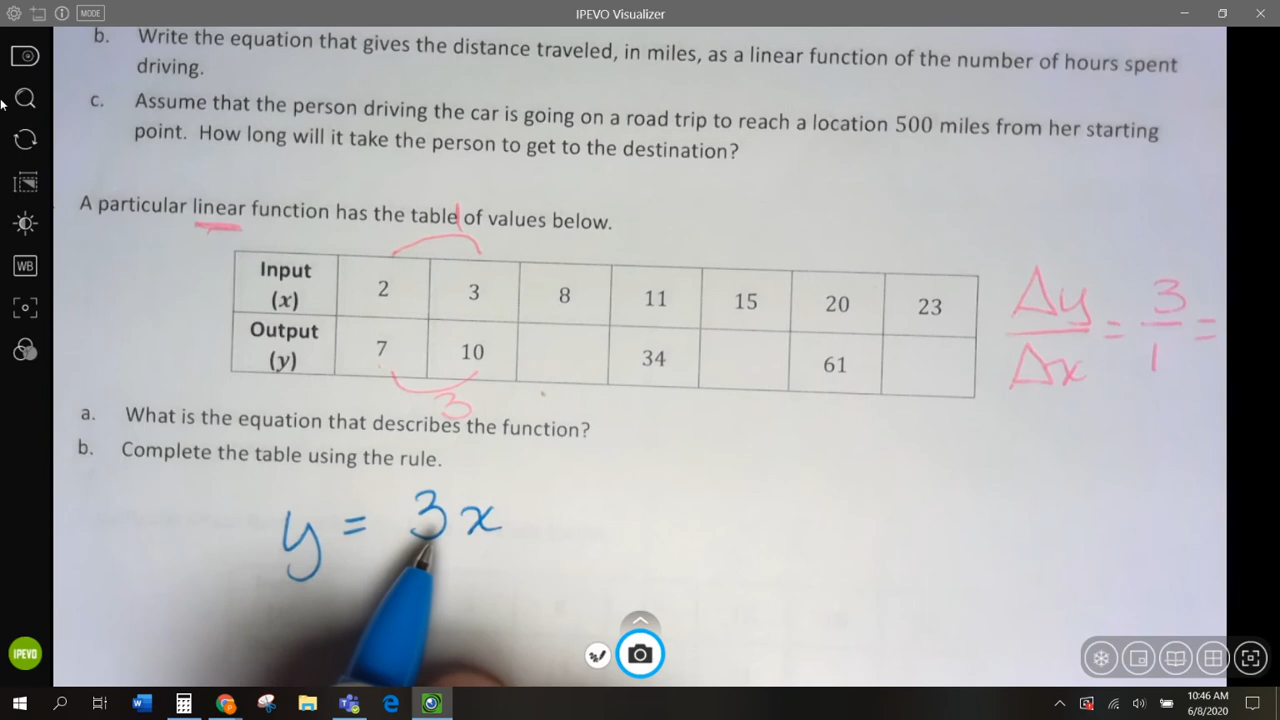 MODE
IPEVO Visualizer
b. Write the equation that gives the distance traveled, in miles, as a linear function of the number of hours spent
driving.
c. Assume that the person driving the car is going on a road trip to reach a location 500 miles from her starting
point. How long will it take the person to get to the destination?
A particular linear function has the table of values below.
1
Input (x) 2 3 8 11 15 20 23
Output (y) 7 10 34 61
3
Δy/Δx = 3/1 =
a. What is the equation that describes the function?
b. Complete the table using the rule.
y = 3x
WB
IPEVO
10:46 AM
6/8/2020